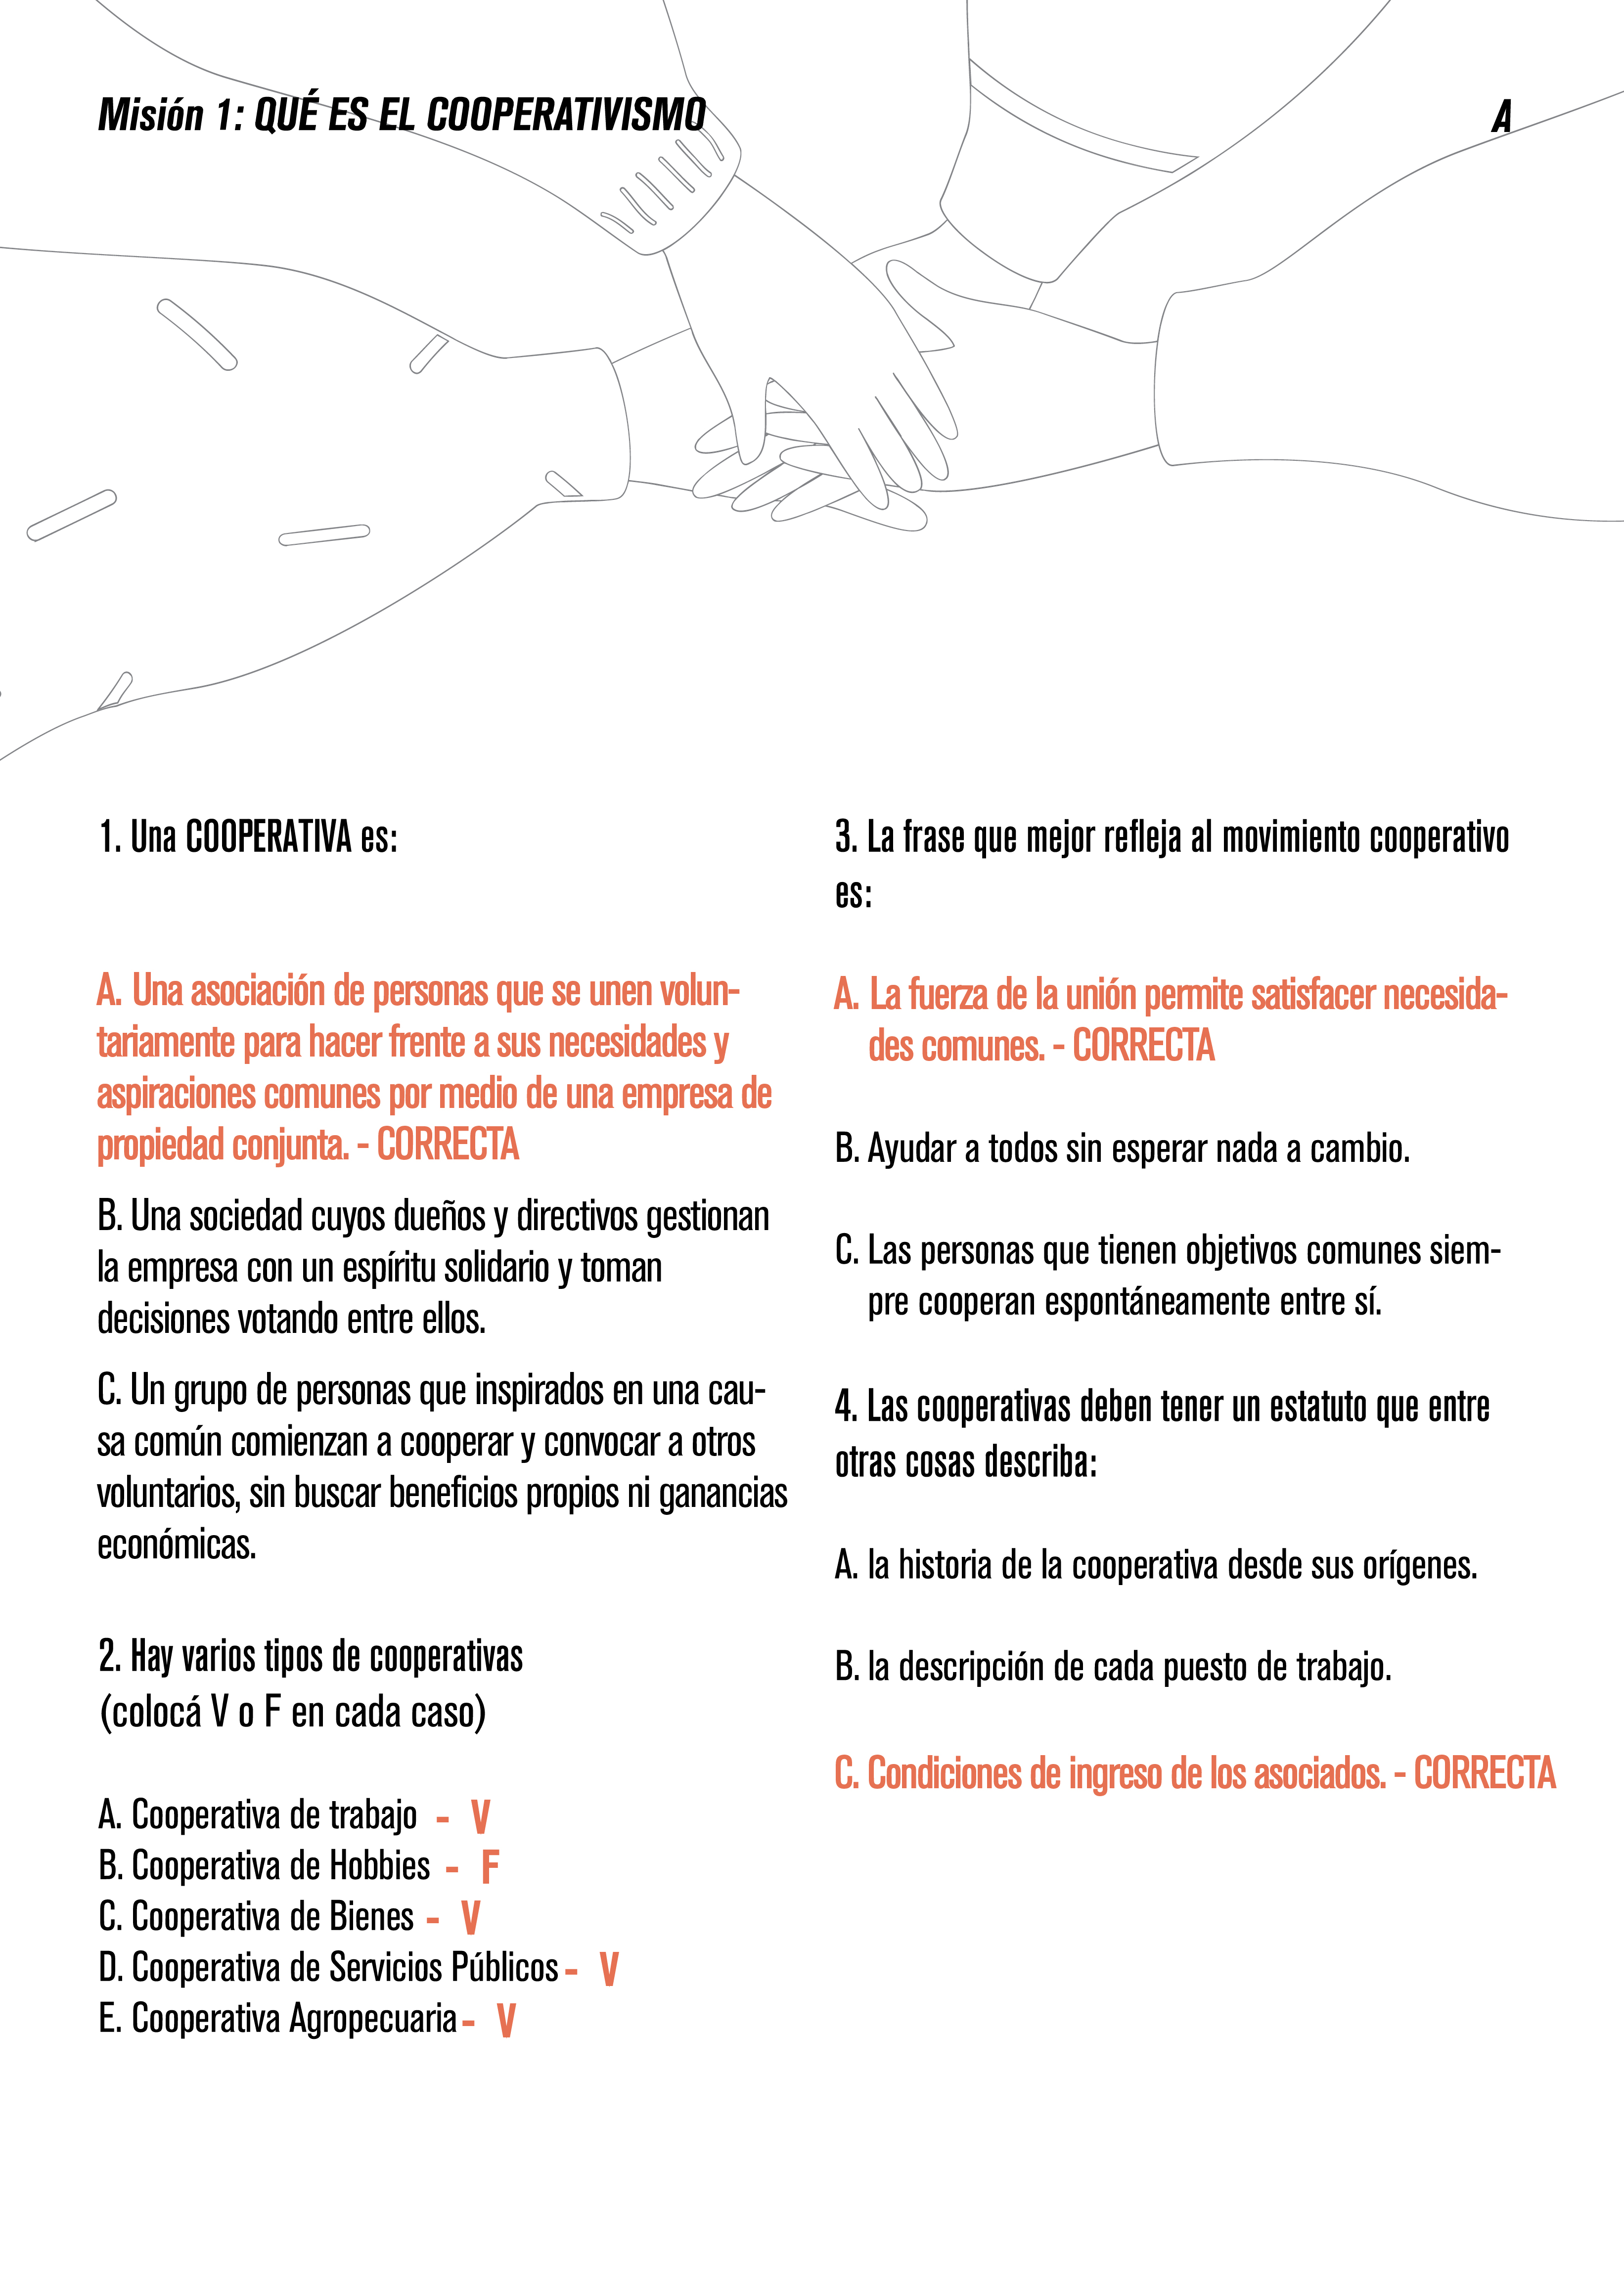 Misión 1: QUÉ ES EL COOPERATIVISMO
A
1. Una COOPERATIVA es:
A. Una asociación de personas que se unen volun-
tariamente para hacer frente a sus necesidades y
aspiraciones comunes por medio de una empresa de
propiedad conjunta. - CORRECTA
B. Una sociedad cuyos dueños y directivos gestionan
la empresa con un espíritu solidario y toman
decisiones votando entre ellos.
C. Un grupo de personas que inspirados en una cau-
sa común comienzan a cooperar y convocar a otros
voluntarios, sin buscar beneficios propios ni ganancias
económicas.
2. Hay varios tipos de cooperativas
(colocá V o F en cada caso)
A. Cooperativa de trabajo - V
B. Cooperativa de Hobbies - F
C. Cooperativa de Bienes - V
D. Cooperativa de Servicios Públicos - V
E. Cooperativa Agropecuaria - V
3. La frase que mejor refleja al movimiento cooperativo
es:
A. La fuerza de la unión permite satisfacer necesida-
des comunes. - CORRECTA
B. Ayudar a todos sin esperar nada a cambio.
C. Las personas que tienen objetivos comunes siem-
pre cooperan espontáneamente entre sí.
4. Las cooperativas deben tener un estatuto que entre
otras cosas describa:
A. la historia de la cooperativa desde sus orígenes.
B. la descripción de cada puesto de trabajo.
C. Condiciones de ingreso de los asociados. - CORRECTA